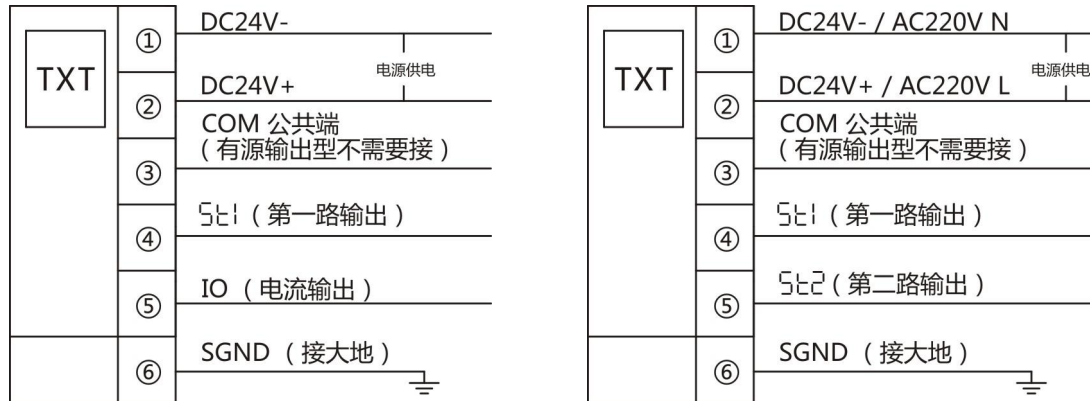 TXT
①
DC24V-
电源供电
②
DC24V+
COM 公共端
（有源输出型不需要接）
③
④
St1（第一路输出）
⑤
IO （电流输出）
⑥
SGND （接大地）
TXT
①
DC24V- / AC220V N
电源供电
②
DC24V+ / AC220V L
COM 公共端
（有源输出型不需要接）
③
④
St1（第一路输出）
⑤
St2（第二路输出）
⑥
SGND （接大地）